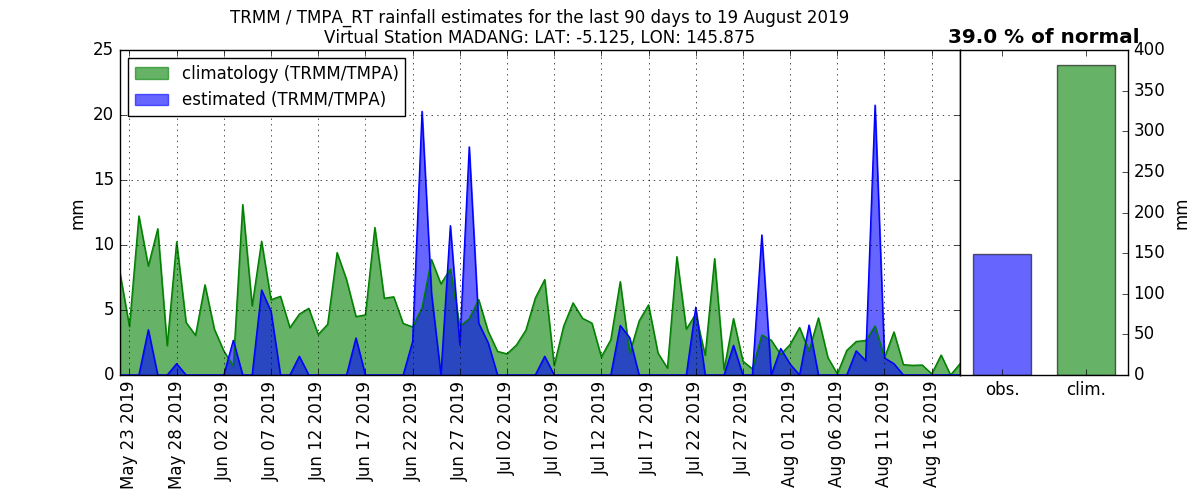 TRMM / TMPA_RT rainfall estimates for the last 90 days to 19 August 2019
Virtual Station MADANG: LAT: -5.125, LON: 145.875
39.0 % of normal
climatology (TRMM/TMPA)
estimated (TRMM/TMPA)
25
20
15
10
5
0
mm
May 23 2019
May 28 2019
Jun 02 2019
Jun 07 2019
Jun 12 2019
Jun 17 2019
Jun 22 2019
Jun 27 2019
Jul 02 2019
Jul 07 2019
Jul 12 2019
Jul 17 2019
Jul 22 2019
Jul 27 2019
Aug 01 2019
Aug 06 2019
Aug 11 2019
Aug 16 2019
obs.
clim.
400
350
300
250
200
150
100
50
0
mm